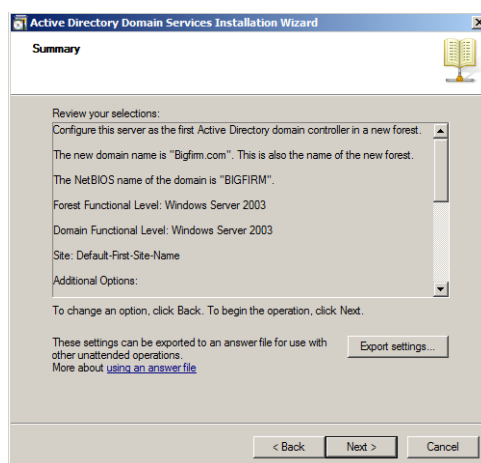 Active Directory Domain Services Installation Wizard
Summary
Review your selections:
Configure this server as the first Active Directory domain controller in a new forest.
The new domain name is "Bigfirm.com". This is also the name of the new forest.
The NetBIOS name of the domain is "BIGFIRM".
Forest Functional Level: Windows Server 2003
Domain Functional Level: Windows Server 2003
Site: Default-First-Site-Name
Additional Options:
To change an option, click Back. To begin the operation, click Next.
These settings can be exported to an answer file for use with
other unattended operations.
More about using an answer file
Export settings...
< Back
Next >
Cancel